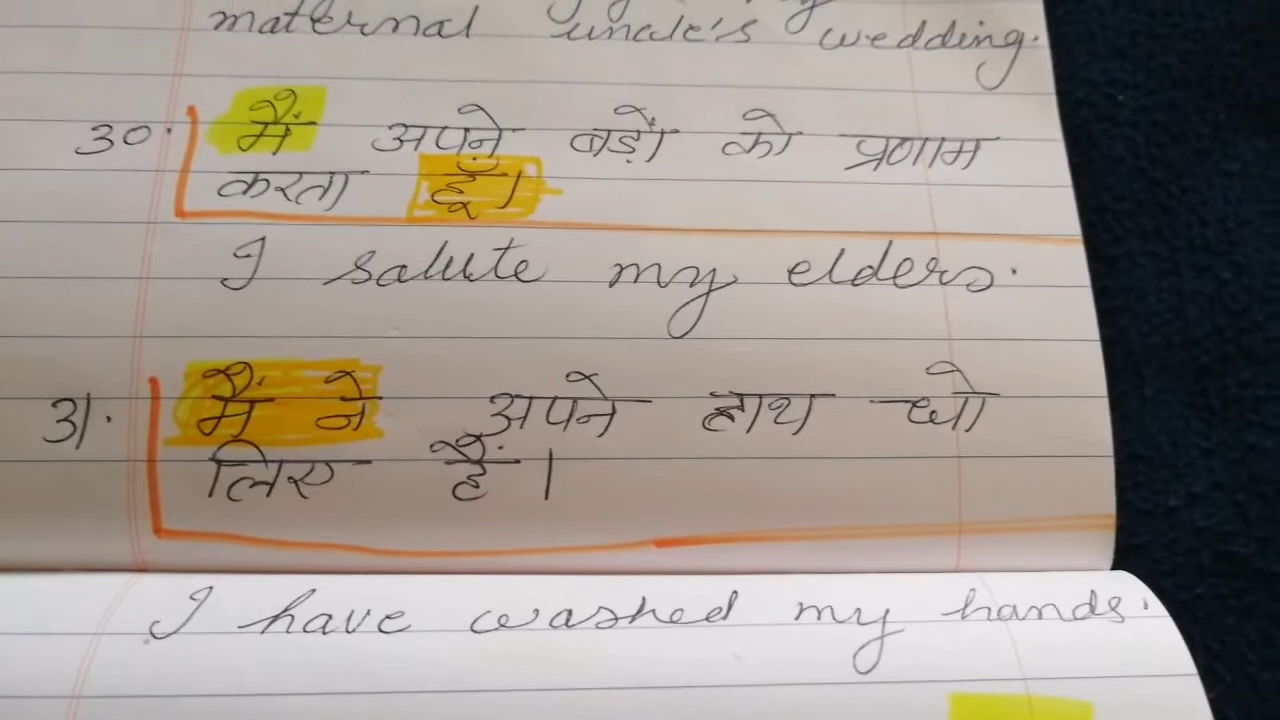 maternal uncle's wedding.
30. मैं अपने बड़ों को प्रणाम
करता हूँ।
I salute my elders.
31. मैं ने अपने हाथ धो
लिए हैं।
I have washed my hands.